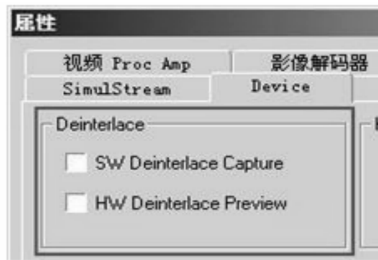 属性
视频 Proc Amp
影像解码器
SimulStream
Device
Deinterlace
SW Deinterlace Capture
HW Deinterlace Preview